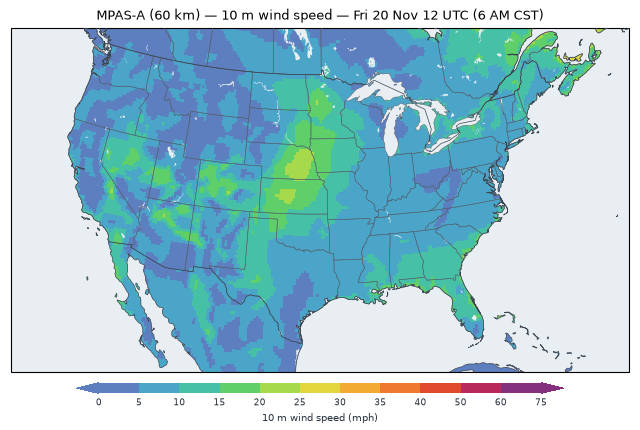 MPAS-A (60 km) — 10 m wind speed — Fri 20 Nov 12 UTC (6 AM CST)
0 5 10 15 20 25 30 35 40 50 60 75
10 m wind speed (mph)